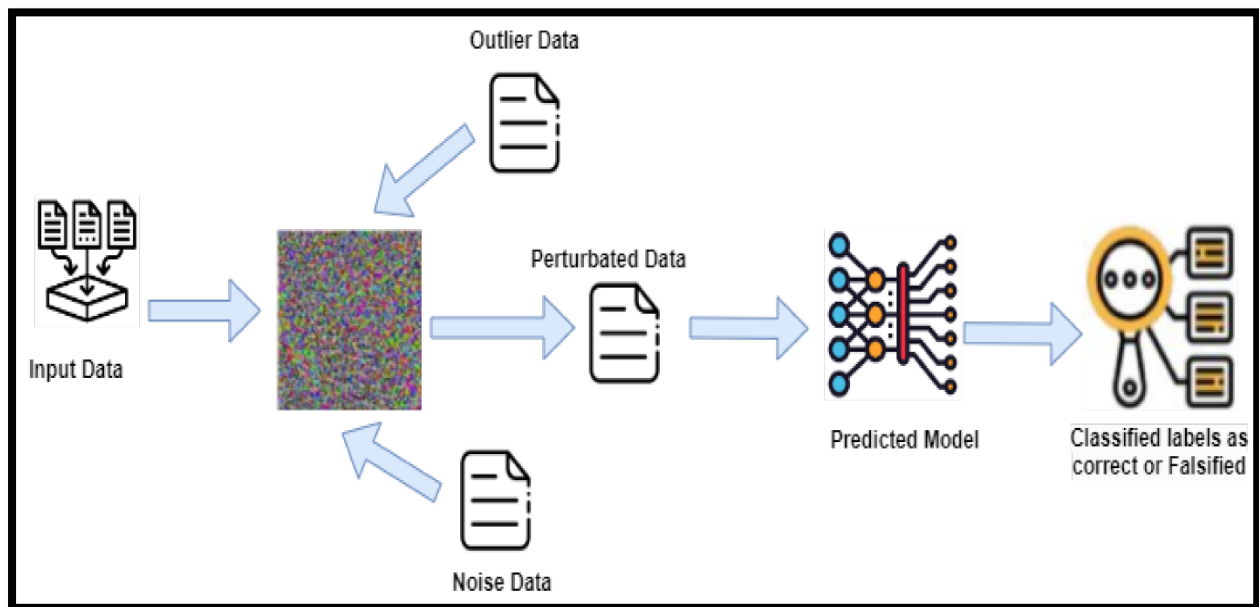 Outlier Data
Input Data
Perturbated Data
Noise Data
Predicted Model
Classified labels as
correct or Falsified